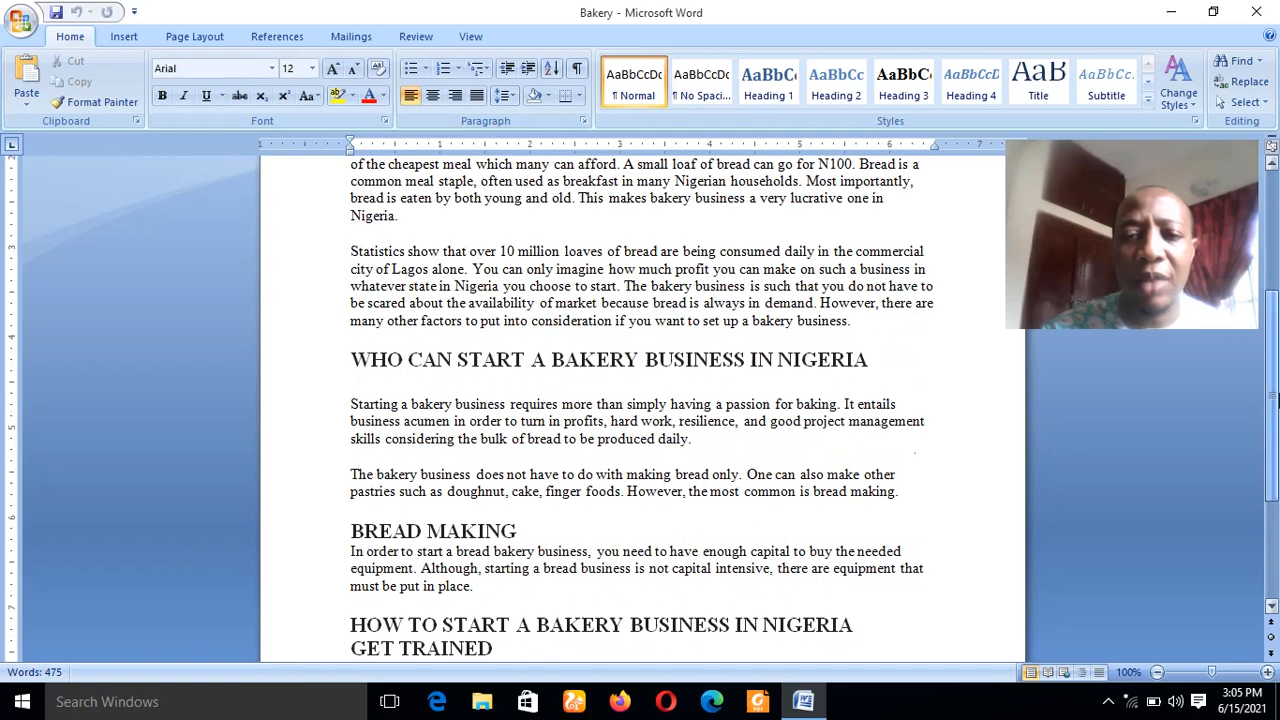 Bakery - Microsoft Word
Home Insert Page Layout References Mailings Review View
Paste
Cut
Copy
Format Painter
Clipboard
Arial 12
Font
Paragraph
AaBbCcDc AaBbCcDc AaBbCc AaBbCc AaBbCc AaBbCcD AaB AaBbCc
¶ Normal ¶ No Spaci... Heading 1 Heading 2 Heading 3 Heading 4 Title Subtitle
Styles
Change
Styles
Find
Replace
Select
Editing
1 1 2 3 4 5 6 7
of the cheapest meal which many can afford. A small loaf of bread can go for N100. Bread is a
common meal staple, often used as breakfast in many Nigerian households. Most importantly,
bread is eaten by both young and old. This makes bakery business a very lucrative one in
Nigeria.
Statistics show that over 10 million loaves of bread are being consumed daily in the commercial
city of Lagos alone. You can only imagine how much profit you can make on such a business in
whatever state in Nigeria you choose to start. The bakery business is such that you do not have to
be scared about the availability of market because bread is always in demand. However, there are
many other factors to put into consideration if you want to set up a bakery business.
WHO CAN START A BAKERY BUSINESS IN NIGERIA
Starting a bakery business requires more than simply having a passion for baking. It entails
business acumen in order to turn in profits, hard work, resilience, and good project management
skills considering the bulk of bread to be produced daily.
The bakery business does not have to do with making bread only. One can also make other
pastries such as doughnut, cake, finger foods. However, the most common is bread making.
BREAD MAKING
In order to start a bread bakery business, you need to have enough capital to buy the needed
equipment. Although, starting a bread business is not capital intensive, there are equipment that
must be put in place.
HOW TO START A BAKERY BUSINESS IN NIGERIA
GET TRAINED
Words: 475
100%
Search Windows
3:05 PM
6/15/2021